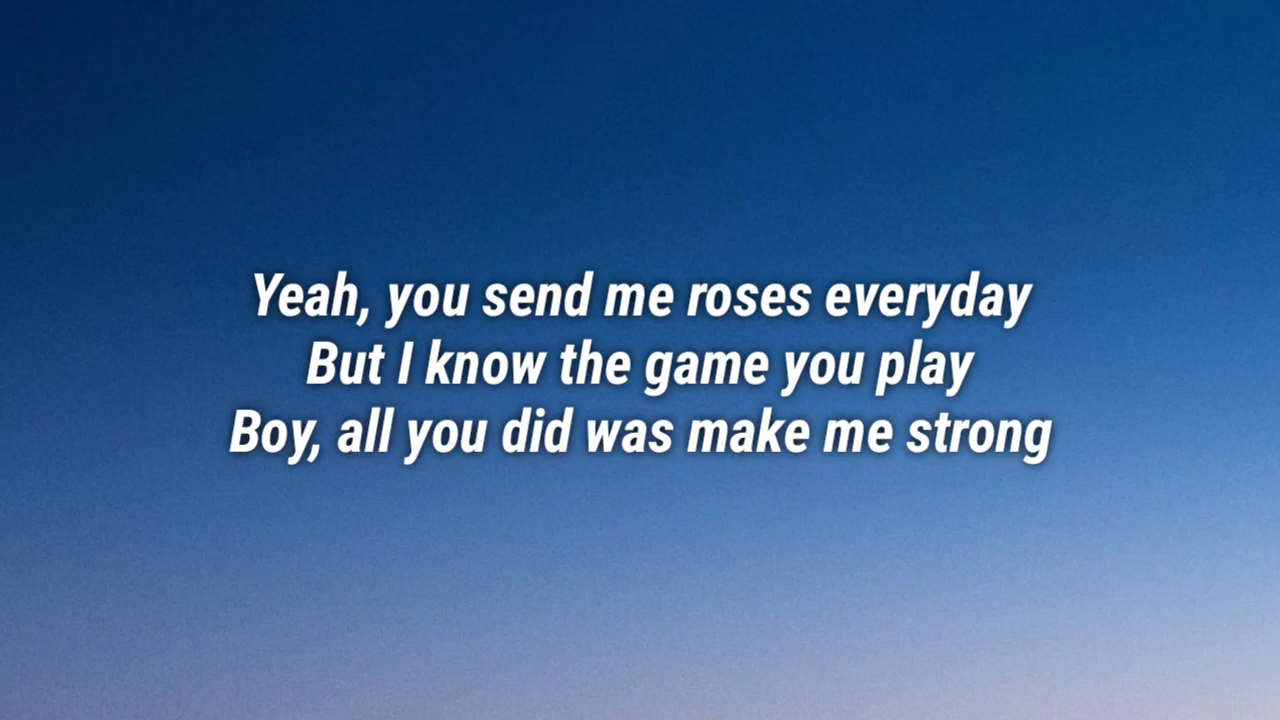 Yeah, you send me roses everyday
But I know the game you play
Boy, all you did was make me strong